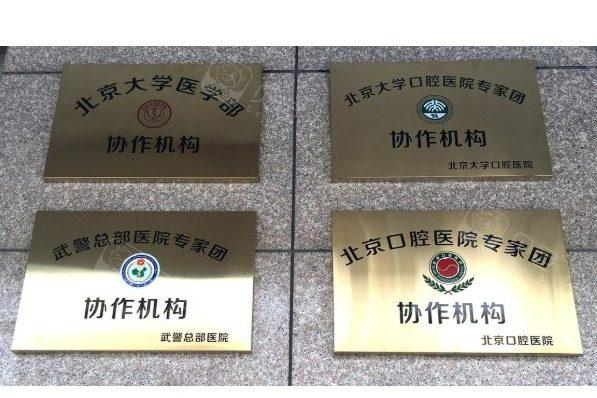 北京大学医学部
协作机构
北京大学口腔医院专家团
协作机构
北京大学口腔医院
武警总部医院专家团
协作机构
武警总部医院
北京口腔医院专家团
协作机构
北京口腔医院